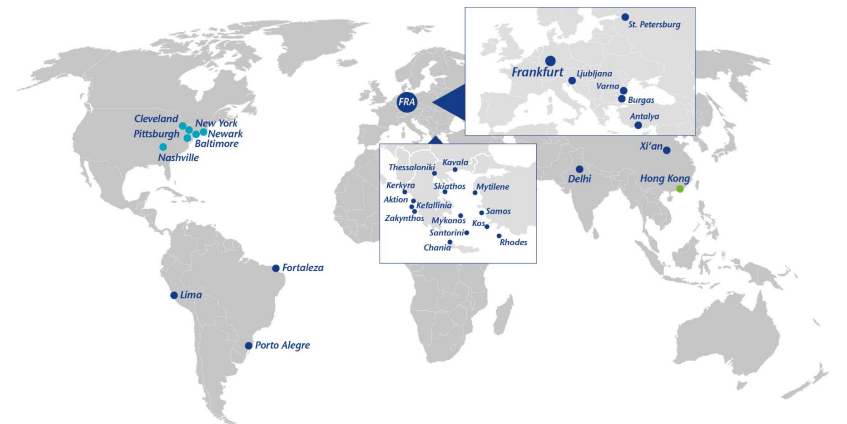 St. Petersburg
Frankfurt
Ljubljana
Varna
Burgas
Antalya
FRA
Cleveland
New York
Pittsburgh
Newark
Baltimore
Nashville
Xi'an
Delhi
Hong Kong
Thessaloniki
Kavala
Kerkyra
Skiathos
Mytilene
Aktion
Kefallinia
Zakynthos
Mykonos
Samos
Santorini
Kos
Rhodes
Chania
Fortaleza
Lima
Porto Alegre